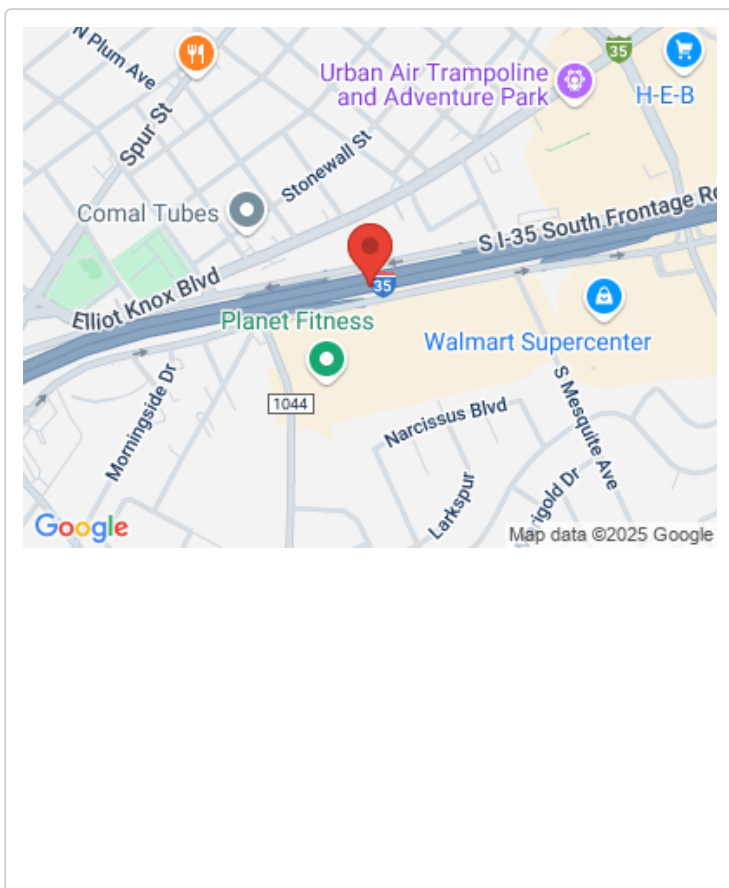 N Plum Ave
Spur St
Urban Air Trampoline
and Adventure Park
35
H-E-B
Stonewall St
Comal Tubes
S I-35 South Frontage Ro
Elliot Knox Blvd
35
Planet Fitness
Walmart Supercenter
Morningside Dr
1044
Narcissus Blvd
S Mesquite Ave
Larkspur
rigold Dr
Google
Map data ©2025 Google